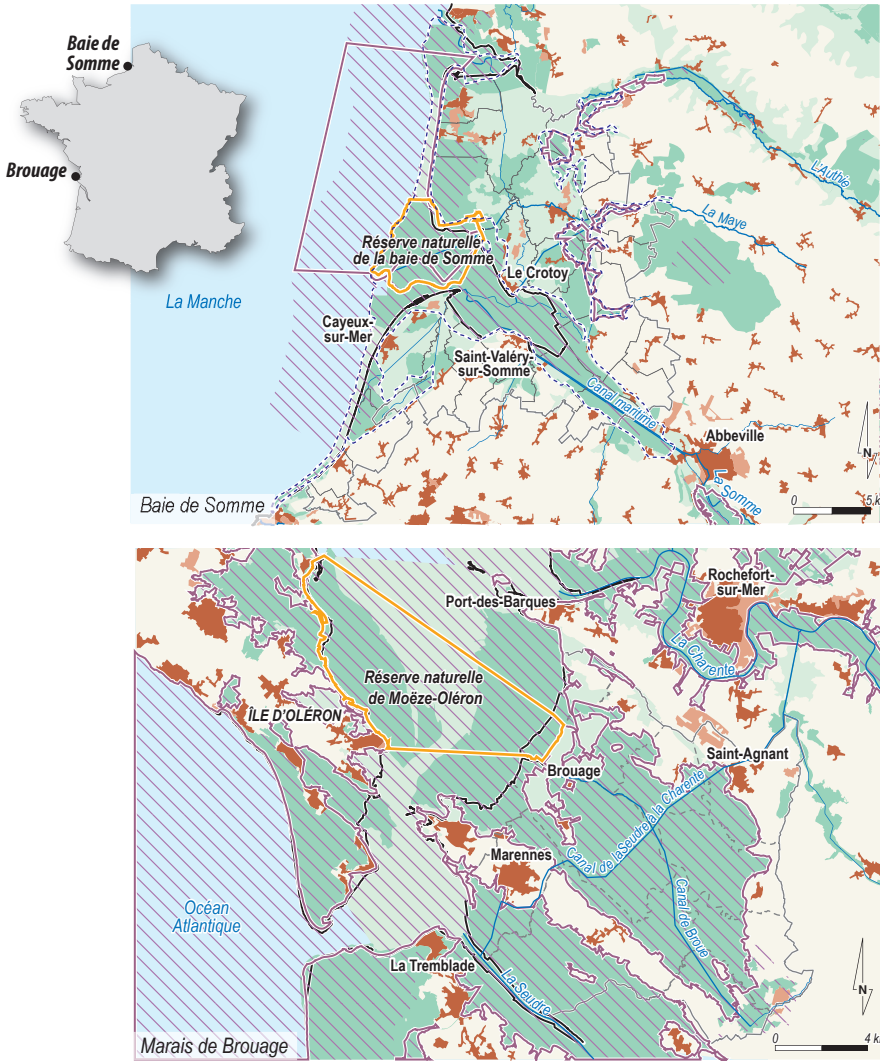 Baie de
Somme
Brouage
L'Authie
La Maye
Réserve naturelle
de la baie de Somme
Le Crotoy
La Manche
Cayeux-
sur-Mer
Saint-Valéry-
sur-Somme
Canal maritime
Abbeville
N
La Somme
0 5 k
Baie de Somme
Rochefort-
sur-Mer
Port-des-Barques
La Charente
Réserve naturelle
de Moëze-Oléron
ÎLE D'OLÉRON
Saint-Agnant
Brouage
Marennes
Canal de la Seudre à la Charente
Canal de Broue
Océan
Atlantique
La Tremblade
La Seudre
N
0 4 k
Marais de Brouage